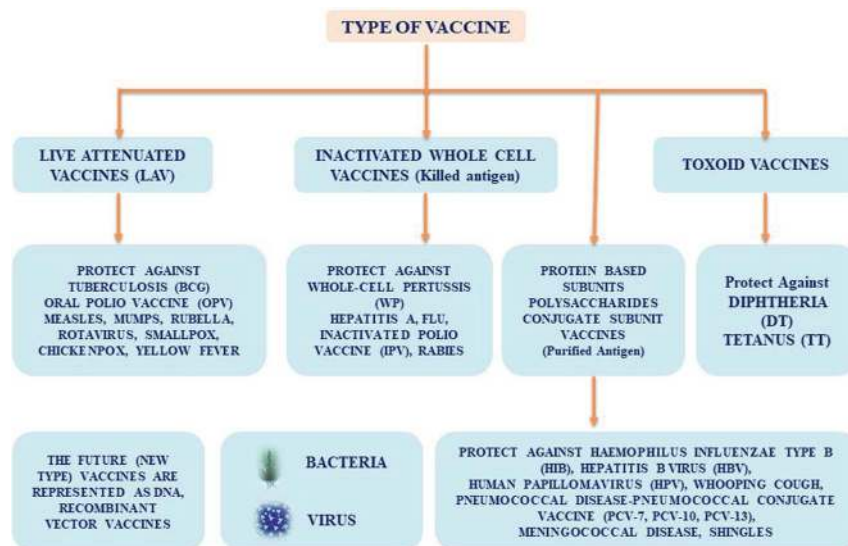 TYPE OF VACCINE
LIVE ATTENUATED
VACCINES (LAV)
INACTIVATED WHOLE CELL
VACCINES (Killed antigen)
TOXOID VACCINES
PROTECT AGAINST
TUBERCULOSIS (BCG)
ORAL POLIO VACCINE (OPV)
MEASLES, MUMPS, RUBELLA,
ROTAVIRUS, SMALLPOX,
CHICKENPOX, YELLOW FEVER
PROTECT AGAINST
WHOLE-CELL PERTUSSIS
(WP)
HEPATITIS A, FLU,
INACTIVATED POLIO
VACCINE (IPV), RABIES
PROTEIN BASED
SUBUNITS
POLYSACCHARIDES
CONJUGATE SUBUNIT
VACCINES
(Purified Antigen)
Protect Against
DIPHTHERIA
(DT)
TETANUS (TT)
THE FUTURE (NEW
TYPE) VACCINES ARE
REPRESENTED AS DNA,
RECOMBINANT
VECTOR VACCINES
BACTERIA
VIRUS
PROTECT AGAINST HAEMOPHILUS INFLUENZAE TYPE B
(HIB), HEPATITIS B VIRUS (HBV),
HUMAN PAPILLOMAVIRUS (HPV), WHOOPING COUGH,
PNEUMOCOCCAL DISEASE-PNEUMOCOCCAL CONJUGATE
VACCINE (PCV-7, PCV-10, PCV-13),
MENINGOCOCCAL DISEASE, SHINGLES